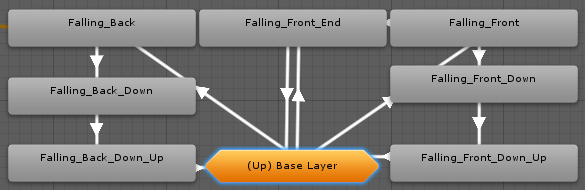 Falling_Back
Falling_Front_End
Falling_Front
Falling_Back_Down
Falling_Front_Down
Falling_Back_Down_Up
(Up) Base Layer
Falling_Front_Down_Up